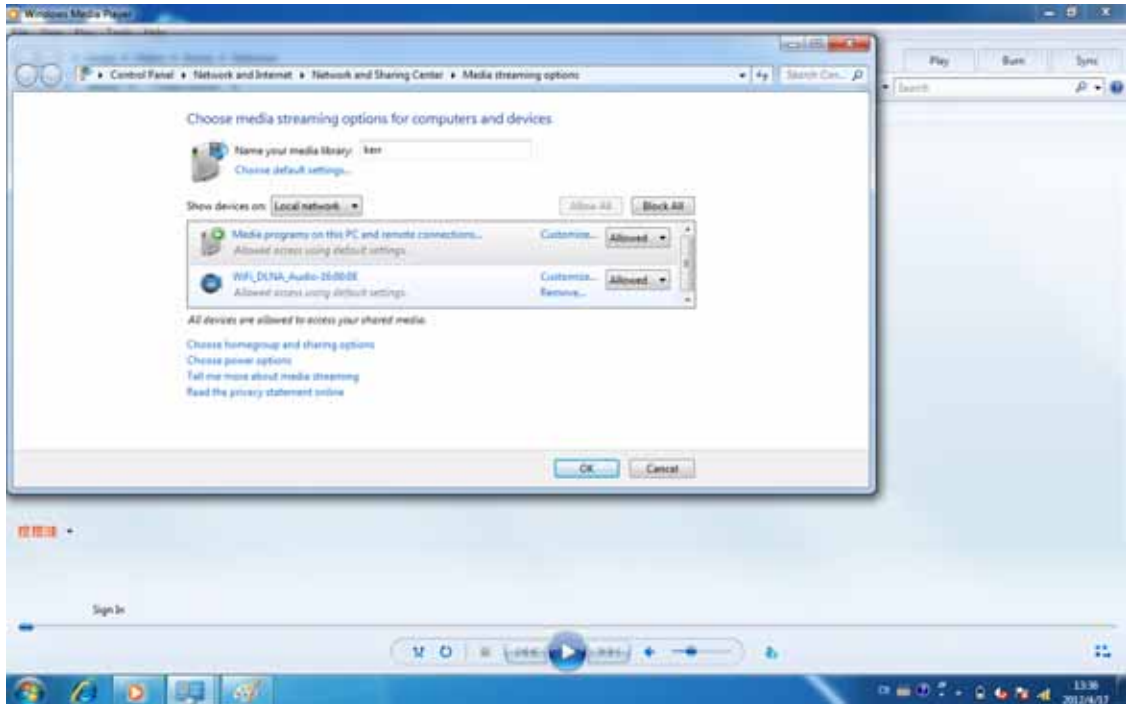 Windows Media Player
Control Panel ▸ Network and Internet ▸ Network and Sharing Center ▸ Media streaming options
Search Con...
Play
Burn
Sync
Search
Choose media streaming options for computers and devices
Name your media library:
Choose default settings...
Show devices on: Local network
Allow All
Block All
Media programs on this PC and remote connections...
Customize...
Allowed
Allowed access using default settings.
Customize...
Allowed
Allowed access using default settings.
Remove...
All devices are allowed to access your shared media.
Choose homegroup and sharing options
Choose power options
Tell me more about media streaming
Read the privacy statement online
OK
Cancel
Sign In
13:36